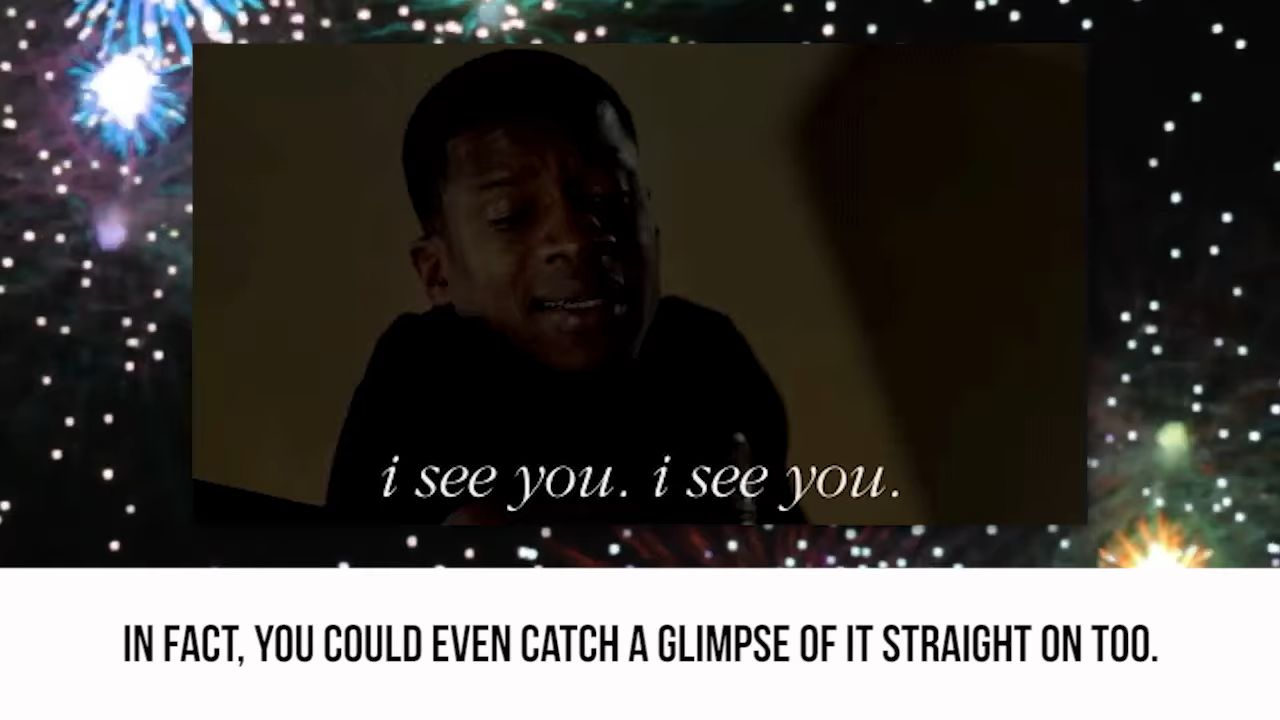 i see you. i see you.
IN FACT, YOU COULD EVEN CATCH A GLIMPSE OF IT STRAIGHT ON TOO.